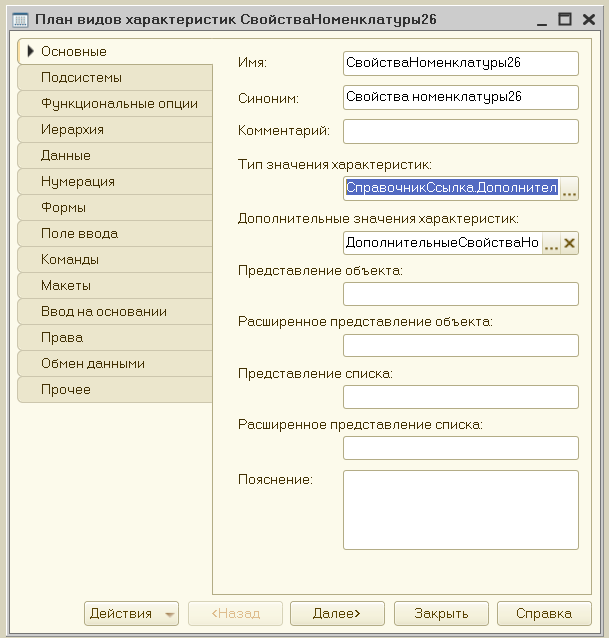 План видов характеристик СвойстваНоменклатуры26
Основные
Подсистемы
Функциональные опции
Иерархия
Данные
Нумерация
Формы
Поле ввода
Команды
Макеты
Ввод на основании
Права
Обмен данными
Прочее
Имя: СвойстваНоменклатуры26
Синоним: Свойства номенклатуры26
Комментарий:
Тип значения характеристик:
СправочникСсылка.Дополнител ...
Дополнительные значения характеристик:
ДополнительныеСвойстваНо ...
Представление объекта:
Расширенное представление объекта:
Представление списка:
Расширенное представление списка:
Пояснение:
Действия <Назад Далее> Закрыть Справка